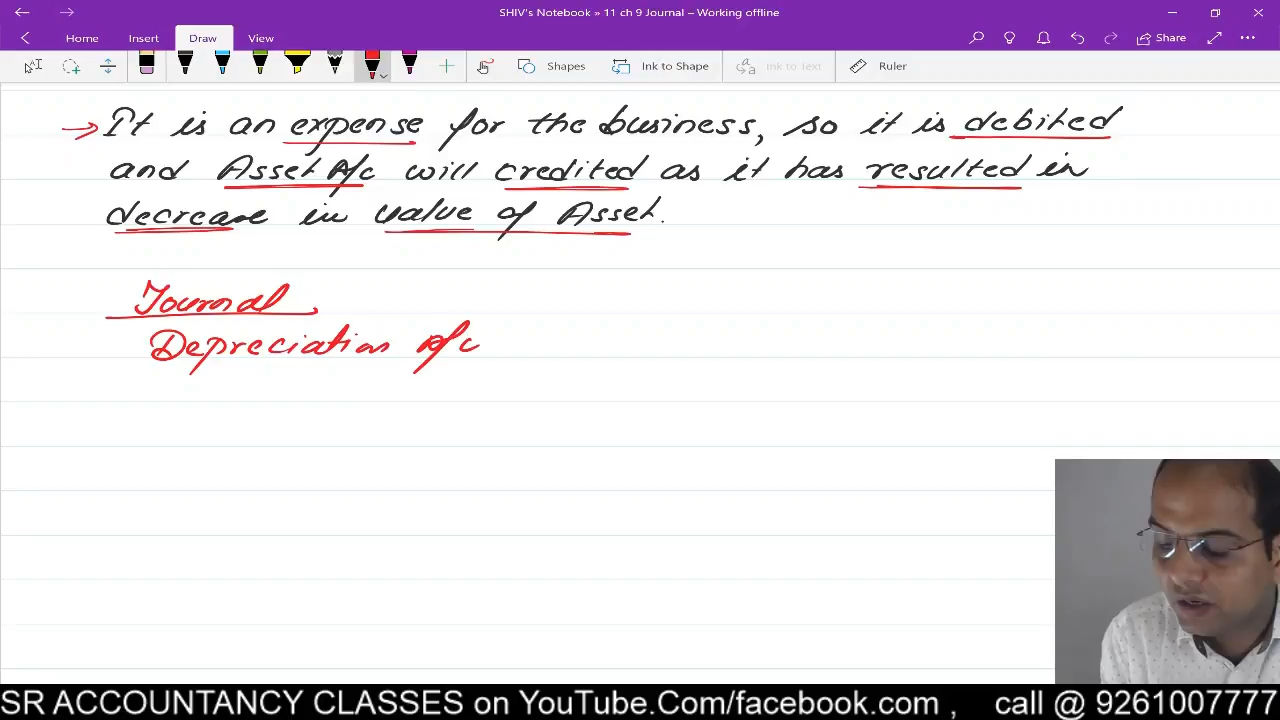 SHIV's Notebook » 11 ch 9 Journal – Working offline
Home Insert Draw View
Share
Shapes Ink to Shape Ink to Text Ruler
→ It is an expense for the business, so it is debited
and Asset A/c will credited as it has resulted in
decrease in value of Asset.
Journal
Depreciation A/c
SR ACCOUNTANCY CLASSES on YouTube.Com/facebook.com , call @ 9261007777